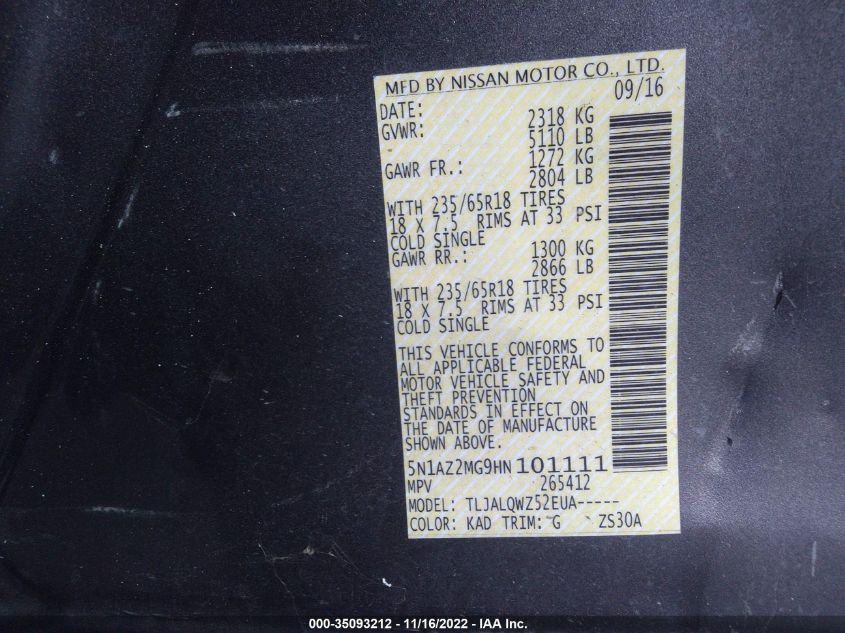 MFD BY NISSAN MOTOR CO., LTD.
DATE: 09/16
GVWR: 2318 KG
5110 LB
GAWR FR.: 1272 KG
2804 LB
WITH 235/65R18 TIRES
18 X 7.5 RIMS AT 33 PSI
COLD SINGLE
GAWR RR.: 1300 KG
2866 LB
WITH 235/65R18 TIRES
18 X 7.5 RIMS AT 33 PSI
COLD SINGLE
THIS VEHICLE CONFORMS TO
ALL APPLICABLE FEDERAL
MOTOR VEHICLE SAFETY AND
THEFT PREVENTION
STANDARDS IN EFFECT ON
THE DATE OF MANUFACTURE
SHOWN ABOVE.
5N1AZ2MG9HN101111
MPV 265412
MODEL: TLJALQWZ52EUA-----
COLOR: KAD TRIM: G ZS30A
000-35093212 - 11/16/2022 - IAA Inc.